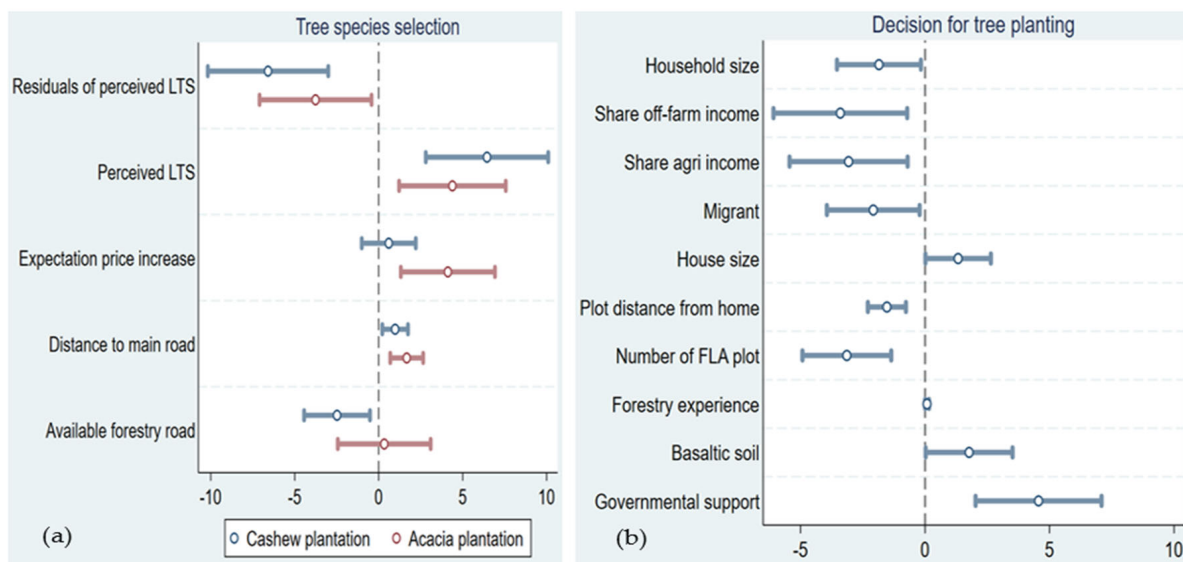 Tree species selection
Residuals of perceived LTS
Perceived LTS
Expectation price increase
Distance to main road
Available forestry road
-10 -5 0 5 10
(a)
Cashew plantation Acacia plantation
Decision for tree planting
Household size
Share off-farm income
Share agri income
Migrant
House size
Plot distance from home
Number of FLA plot
Forestry experience
Basaltic soil
Governmental support
-5 0 5 10
(b)